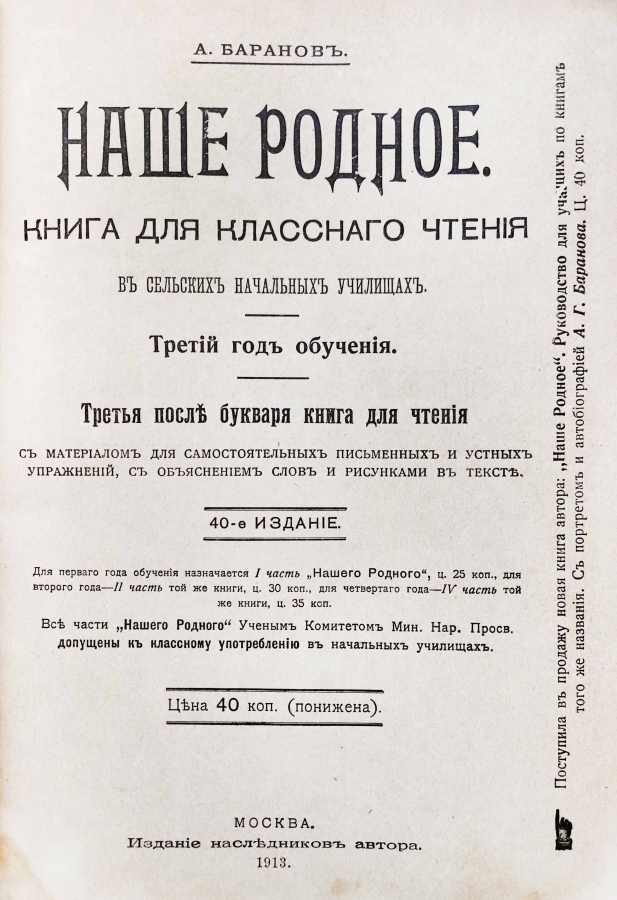 А. БАРАНОВЪ.
НАШЕ РОДНОЕ.
КНИГА ДЛЯ КЛАССНАГО ЧТЕНІЯ
ВЪ СЕЛЬСКИХЪ НАЧАЛЬНЫХЪ УЧИЛИЩАХЪ.
Третій годъ обученія.
Третья послѣ букваря книга для чтенія
СЪ МАТЕРІАЛОМЪ ДЛЯ САМОСТОЯТЕЛЬНЫХЪ ПИСЬМЕННЫХЪ И УСТНЫХЪ
УПРАЖНЕНІЙ, СЪ ОБЪЯСНЕНІЕМЪ СЛОВЪ И РИСУНКАМИ ВЪ ТЕКСТѢ.
40-е ИЗДАНІЕ.
Для перваго года обученія назначается I часть „Нашего Родного“, ц. 25 коп., для
второго года—II часть той же книги, ц. 30 коп., для четвертаго года—IV часть той
же книги, ц. 35 коп.
Всѣ части „Нашего Родного“ Ученымъ Комитетомъ Мин. Нар. Просв.
допущены къ классному употребленію въ начальныхъ училищахъ.
Цѣна 40 коп. (понижена).
МОСКВА.
Изданіе наслѣдниковъ автора.
1913.
Поступила въ продажу новая книга автора: „Наше Родное“. Руководство для учащихъ по книгамъ
того же названія. Съ портретомъ и автобіографіей А. Г. Баранова. Ц. 40 коп.